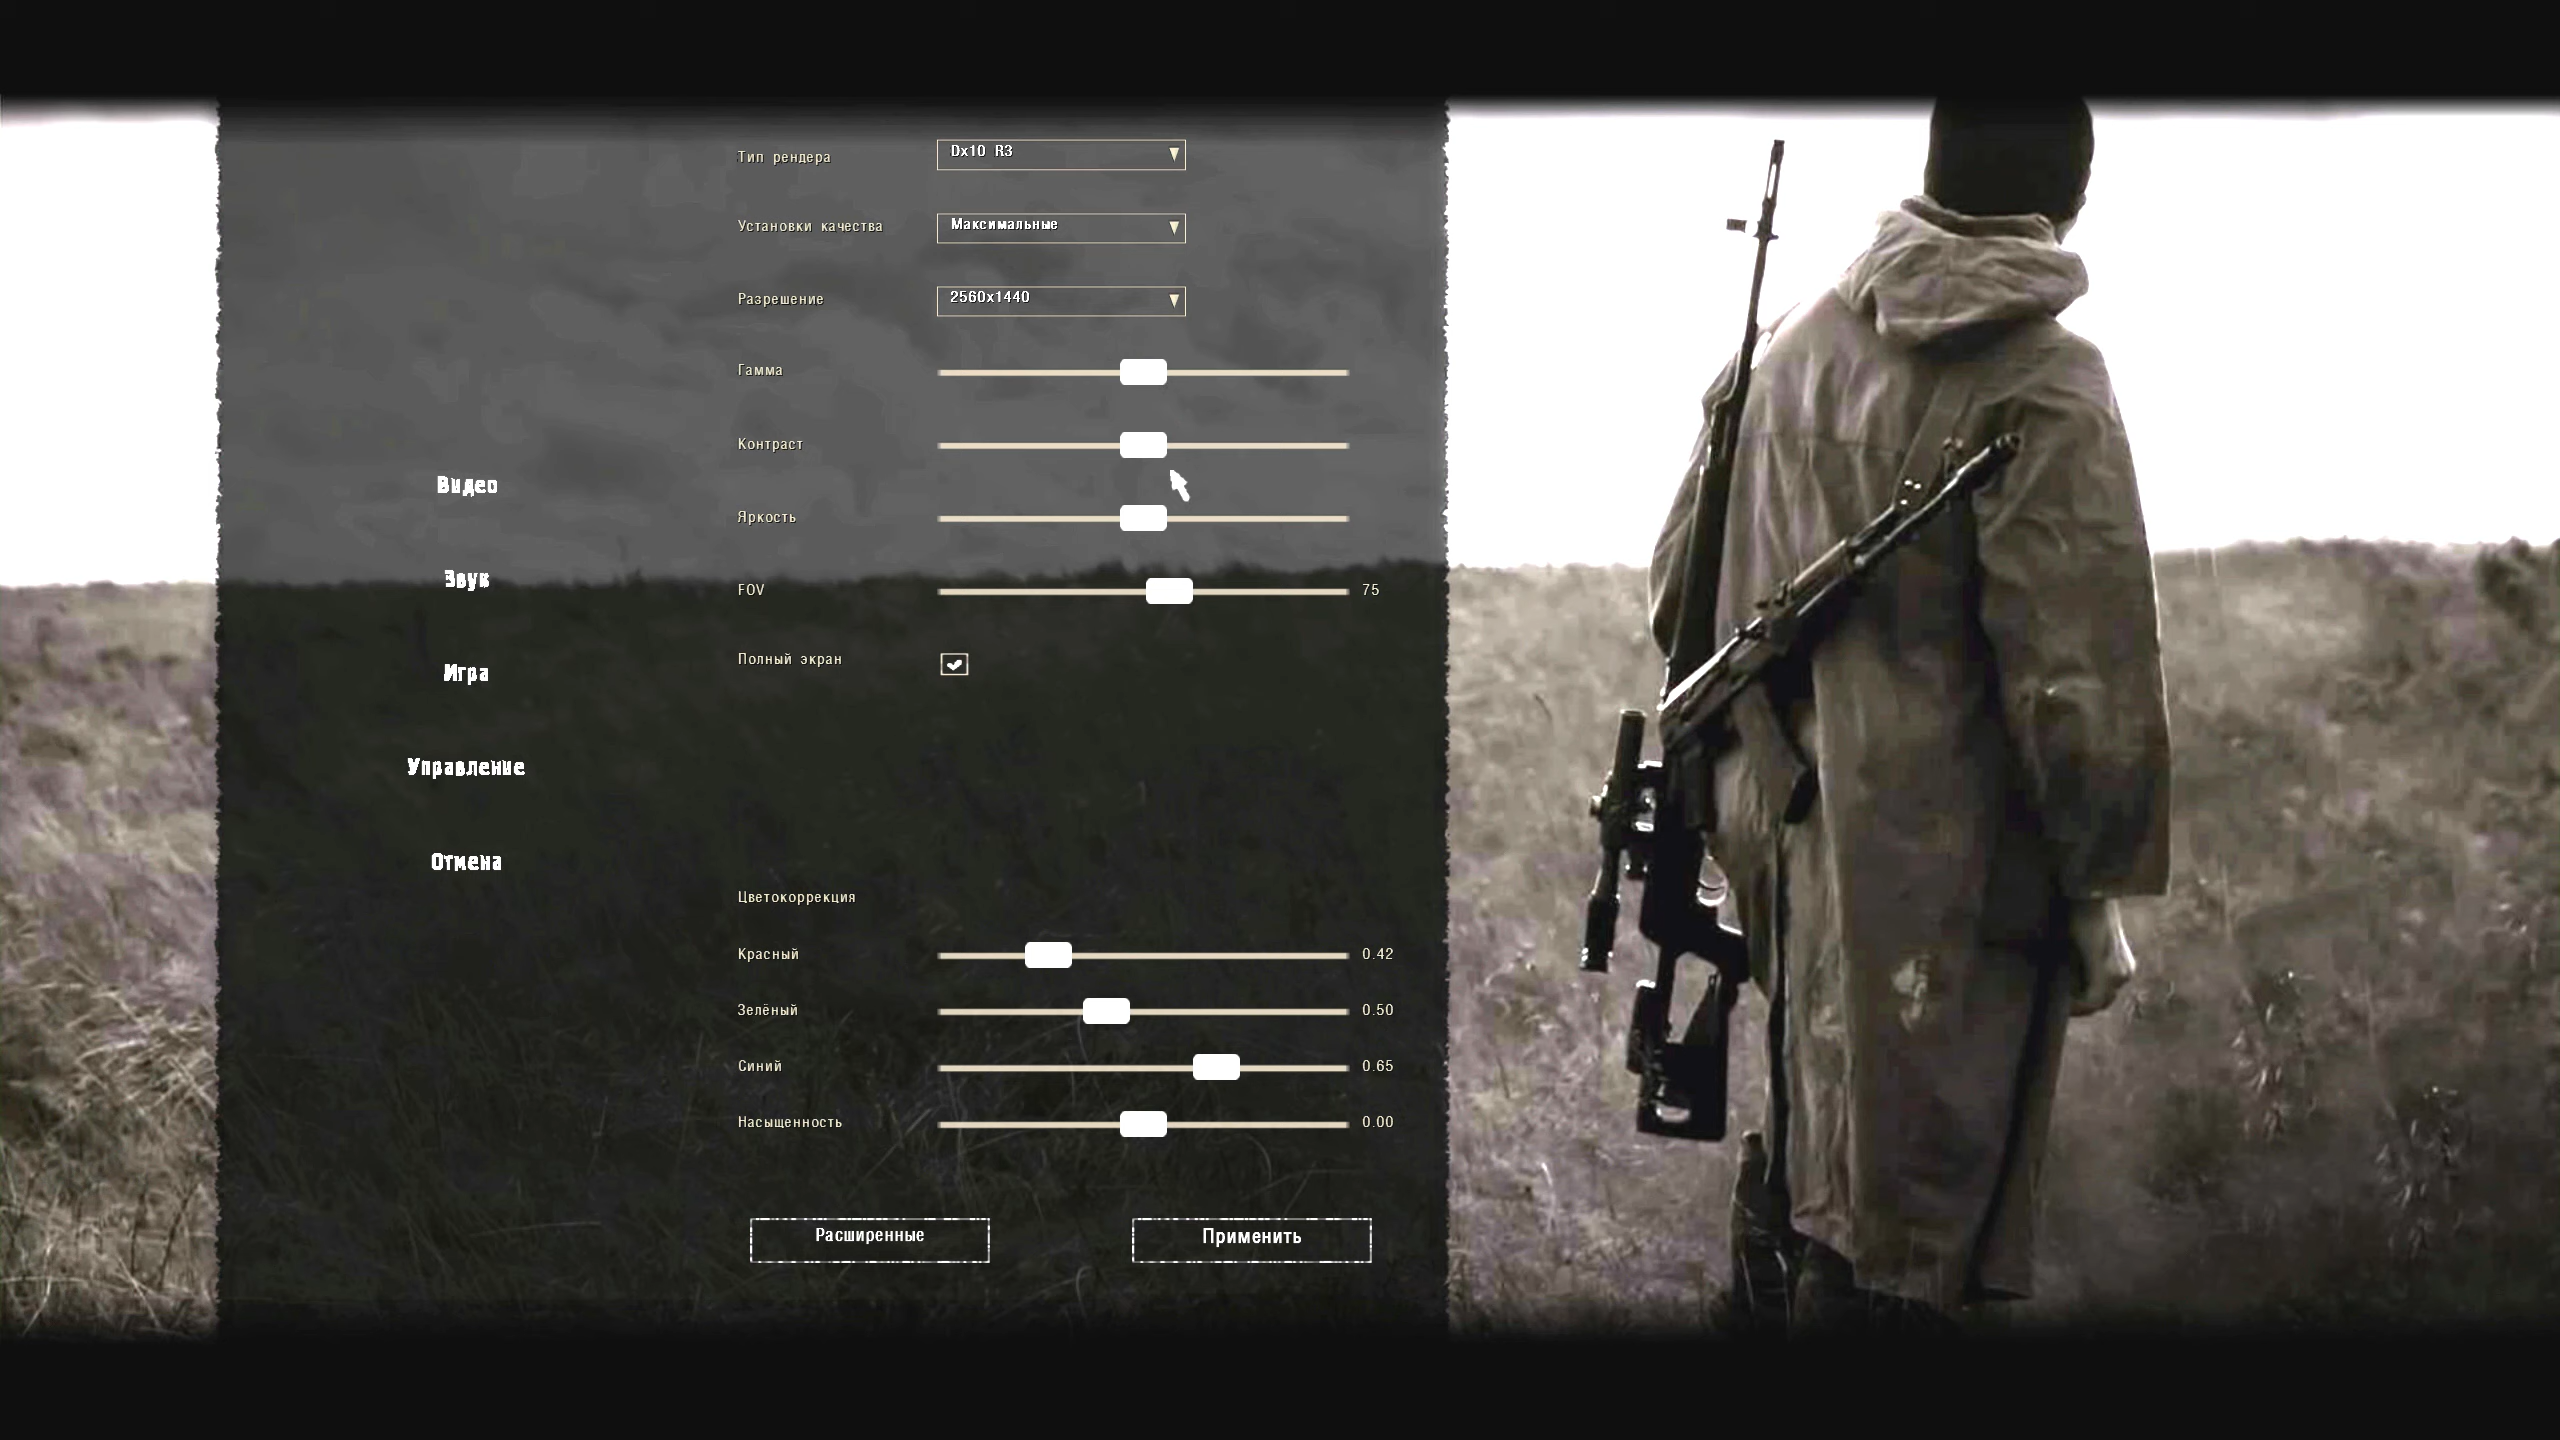 Тип рендера
Dx10 R3
Установки качества
Максимальные
Разрешение
2560x1440
Гамма
Контраст
Яркость
FOV
75
Полный экран
Видео
Звук
Игра
Управление
Отмена
Цветокоррекция
Красный
0.42
Зелёный
0.50
Синий
0.65
Насыщенность
0.00
Расширенные
Применить